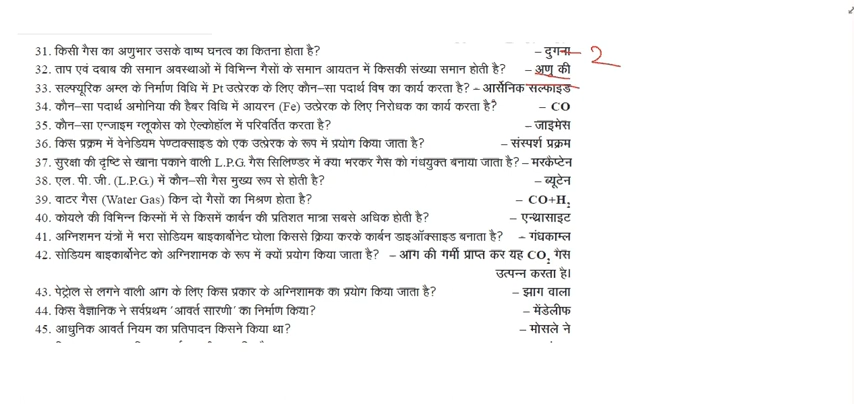 31. किसी गैस का अणुभार उसके वाष्प घनत्व का कितना होता है? – दुगना 2
32. ताप एवं दबाब की समान अवस्थाओं में विभिन्न गैसों के समान आयतन में किसकी संख्या समान होती है? – अणु की
33. सल्फ्यूरिक अम्ल के निर्माण विधि में Pt उत्प्रेरक के लिए कौन–सा पदार्थ विष का कार्य करता है? – आर्सेनिक सल्फाइड
34. कौन–सा पदार्थ अमोनिया की हैबर विधि में आयरन (Fe) उत्प्रेरक के लिए निरोधक का कार्य करता है? – CO
35. कौन–सा एन्जाइम ग्लूकोस को ऐल्कोहॉल में परिवर्तित करता है? – जाइमेस
36. किस प्रक्रम में वेनेडियम पेण्टाक्साइड को एक उत्प्रेरक के रूप में प्रयोग किया जाता है? – संस्पर्श प्रक्रम
37. सुरक्षा की दृष्टि से खाना पकाने वाली L.P.G. गैस सिलिण्डर में क्या भरकर गैस को गंधयुक्त बनाया जाता है? – मरकैप्टेन
38. एल. पी. जी. (L.P.G.) में कौन–सी गैस मुख्य रूप से होती है? – ब्यूटेन
39. वाटर गैस (Water Gas) किन दो गैसों का मिश्रण होता है? – CO+H₂
40. कोयले की विभिन्न किस्मों में से किसमें कार्बन की प्रतिशत मात्रा सबसे अधिक होती है? – एन्थ्रासाइट
41. अग्निशमन यंत्रों में भरा सोडियम बाइकार्बोनेट घोला किससे क्रिया करके कार्बन डाइऑक्साइड बनाता है? – गंधकाम्ल
42. सोडियम बाइकार्बोनेट को अग्निशामक के रूप में क्यों प्रयोग किया जाता है? – आग की गर्मी प्राप्त कर यह CO₂ गैस
उत्पन्न करता है।
43. पेट्रोल से लगने वाली आग के लिए किस प्रकार के अग्निशामक का प्रयोग किया जाता है? – झाग वाला
44. किस वैज्ञानिक ने सर्वप्रथम ‘आवर्त सारणी’ का निर्माण किया? – मेंडेलीफ
45. आधुनिक आवर्त नियम का प्रतिपादन किसने किया था? – मोसले ने